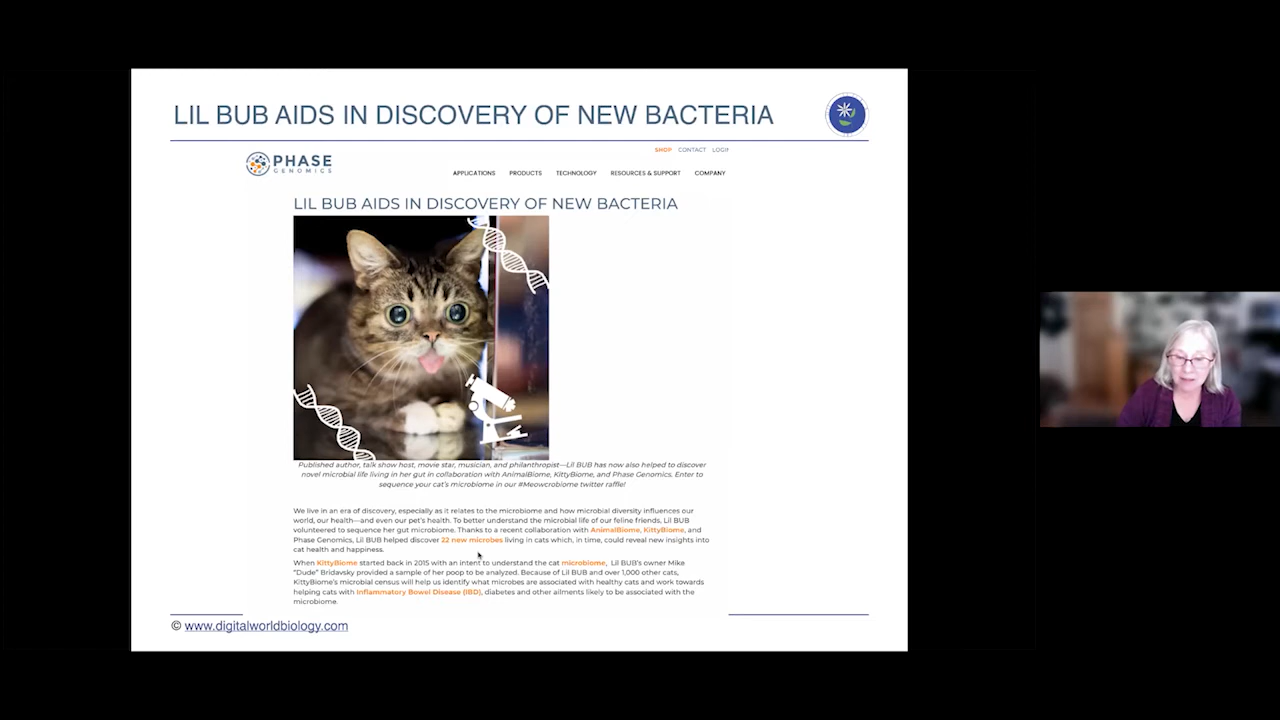 LIL BUB AIDS IN DISCOVERY OF NEW BACTERIA
PHASE
GENOMICS
SHOP CONTACT LOGIN
APPLICATIONS PRODUCTS TECHNOLOGY RESOURCES & SUPPORT COMPANY
LIL BUB AIDS IN DISCOVERY OF NEW BACTERIA
Published author, talk show host, movie star, musician, and philanthropist—Lil BUB has now also helped to discover
novel microbial life living in her gut in collaboration with AnimalBiome, KittyBiome, and Phase Genomics. Enter to
sequence your cat's microbiome in our #Meowcrobiome twitter raffle!
We live in an era of discovery, especially as it relates to the microbiome and how microbial diversity influences our
world, our health—and even our pet's health. To better understand the microbial life of our feline friends, Lil BUB
volunteered to sequence her gut microbiome. Thanks to a recent collaboration with AnimalBiome, KittyBiome, and
Phase Genomics, Lil BUB helped discover 22 new microbes living in cats which, in time, could reveal new insights into
cat health and happiness.
When KittyBiome started back in 2015 with an intent to understand the cat microbiome, Lil BUB's owner Mike
"Dude" Bridavsky provided a sample of her poop to be analyzed. Because of Lil BUB and over 1,000 other cats,
KittyBiome's microbial census will help us identify what microbes are associated with healthy cats and work towards
helping cats with Inflammatory Bowel Disease (IBD), diabetes and other ailments likely to be associated with the
microbiome.
© www.digitalworldbiology.com